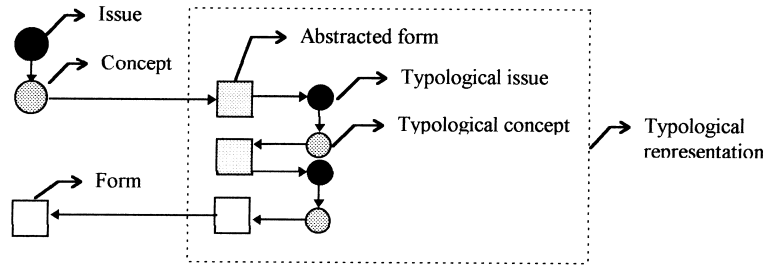 Issue
Abstracted form
Concept
Typological issue
Typological concept
Typological
representation
Form